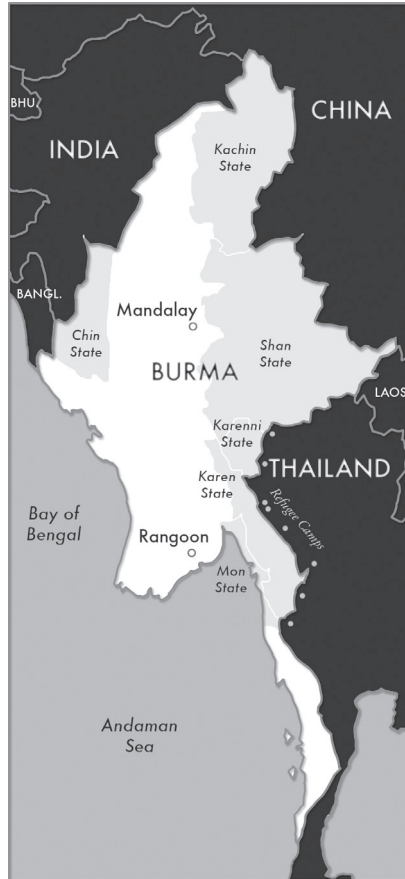 CHINA
BHU.
INDIA
Kachin
State
BANGL.
Mandalay
Chin
State
Shan
State
BURMA
LAOS
Karenni
State
THAILAND
Karen
State
Refugee Camps
Bay of
Bengal
Rangoon
Mon
State
Andaman
Sea